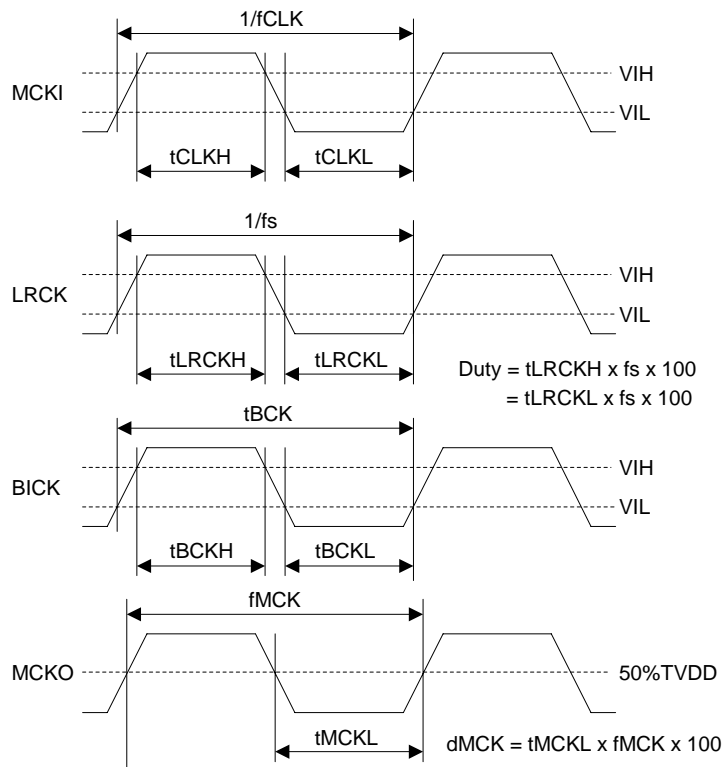 1/fCLK
VIH
MCKI
VIL
tCLKH tCLKL
1/fs
VIH
LRCK
VIL
tLRCKH tLRCKL
Duty = tLRCKH x fs x 100
= tLRCKL x fs x 100
tBCK
VIH
BICK
VIL
tBCKH tBCKL
fMCK
MCKO 50%TVDD
tMCKL
dMCK = tMCKL x fMCK x 100